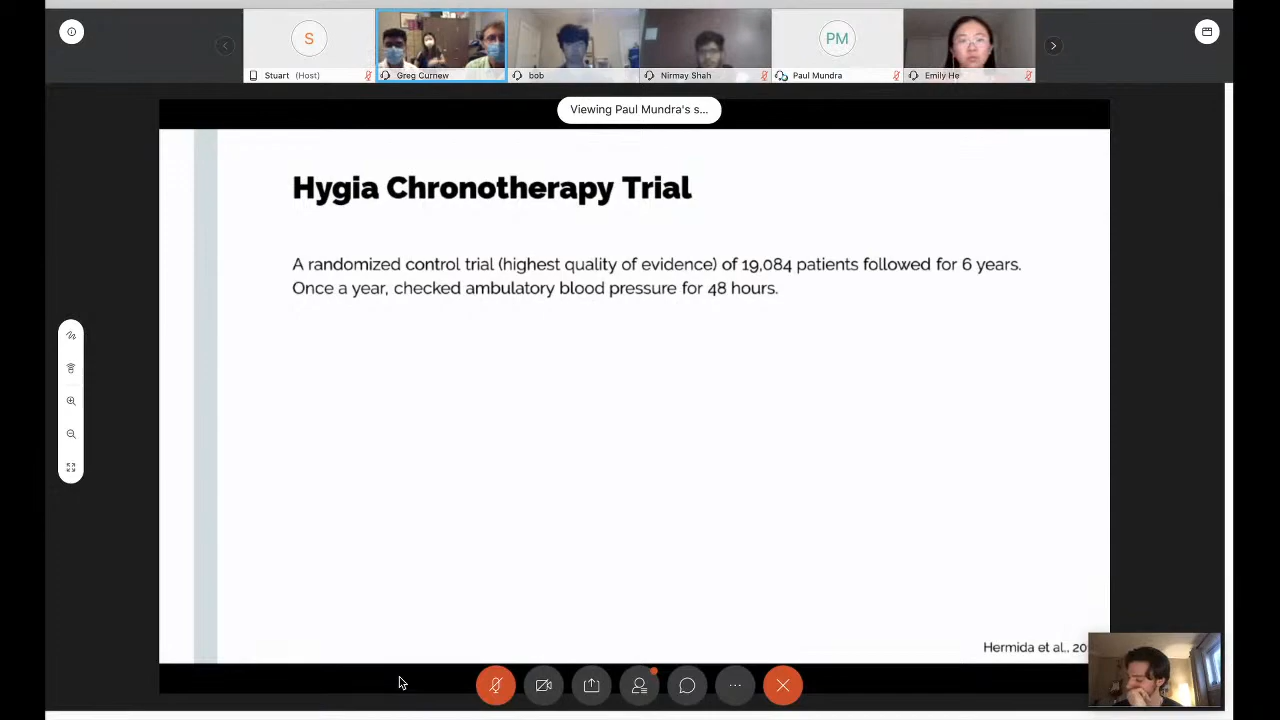 S
PM
Stuart (Host)
Greg Curnew
bob
Nirmay Shah
Paul Mundra
Emily He
Viewing Paul Mundra's s...
Hygia Chronotherapy Trial
A randomized control trial (highest quality of evidence) of 19,084 patients followed for 6 years.
Once a year, checked ambulatory blood pressure for 48 hours.
Hermida et al., 20